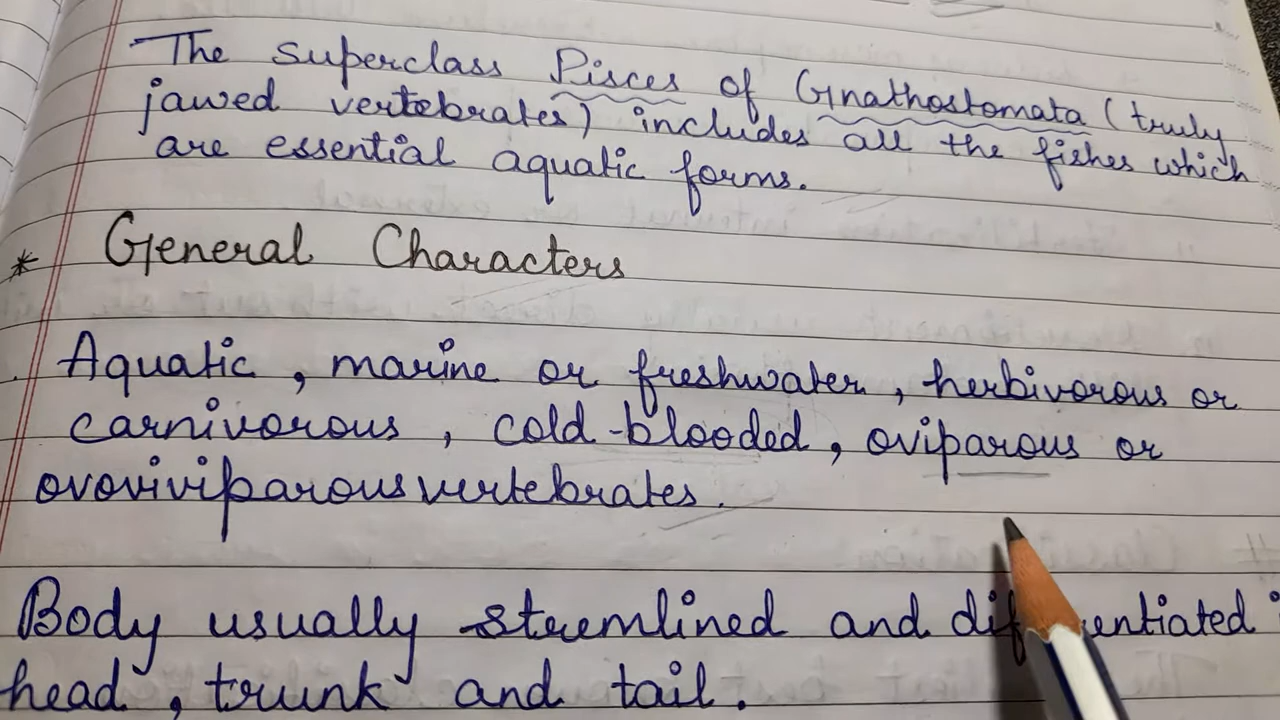 The superclass Pisces of Gnathostomata (truly
jawed vertebrates) includes all the fishes which
are essential aquatic forms.
* General Characters
Aquatic, marine or freshwater, herbivorous or
carnivorous, cold-blooded, oviparous or
ovoviviparous vertebrates.
Body usually stremlined and
head, trunk and tail.